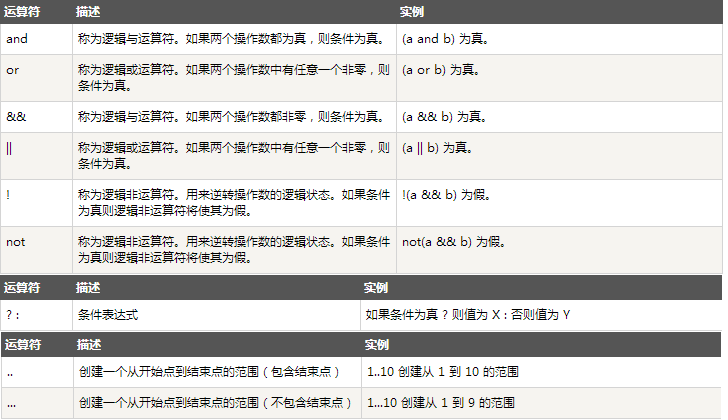 运算符 描述 实例
and 称为逻辑与运算符。如果两个操作数都为真，则条件为真。 (a and b) 为真。
or 称为逻辑或运算符。如果两个操作数中有任意一个非零，则 (a or b) 为真。
条件为真。
&& 称为逻辑与运算符。如果两个操作数都非零，则条件为真。 (a && b) 为真。
|| 称为逻辑或运算符。如果两个操作数中有任意一个非零，则 (a || b) 为真。
条件为真。
! 称为逻辑非运算符。用来逆转操作数的逻辑状态。如果条件 !(a && b) 为假。
为真则逻辑非运算符将使其为假。
not 称为逻辑非运算符。用来逆转操作数的逻辑状态。如果条件 not(a && b) 为假。
为真则逻辑非运算符将使其为假。
运算符 描述 实例
? : 条件表达式 如果条件为真 ? 则值为 X : 否则值为 Y
运算符 描述 实例
.. 创建一个从开始点到结束点的范围（包含结束点） 1..10 创建从 1 到 10 的范围
... 创建一个从开始点到结束点的范围（不包含结束点） 1...10 创建从 1 到 9 的范围